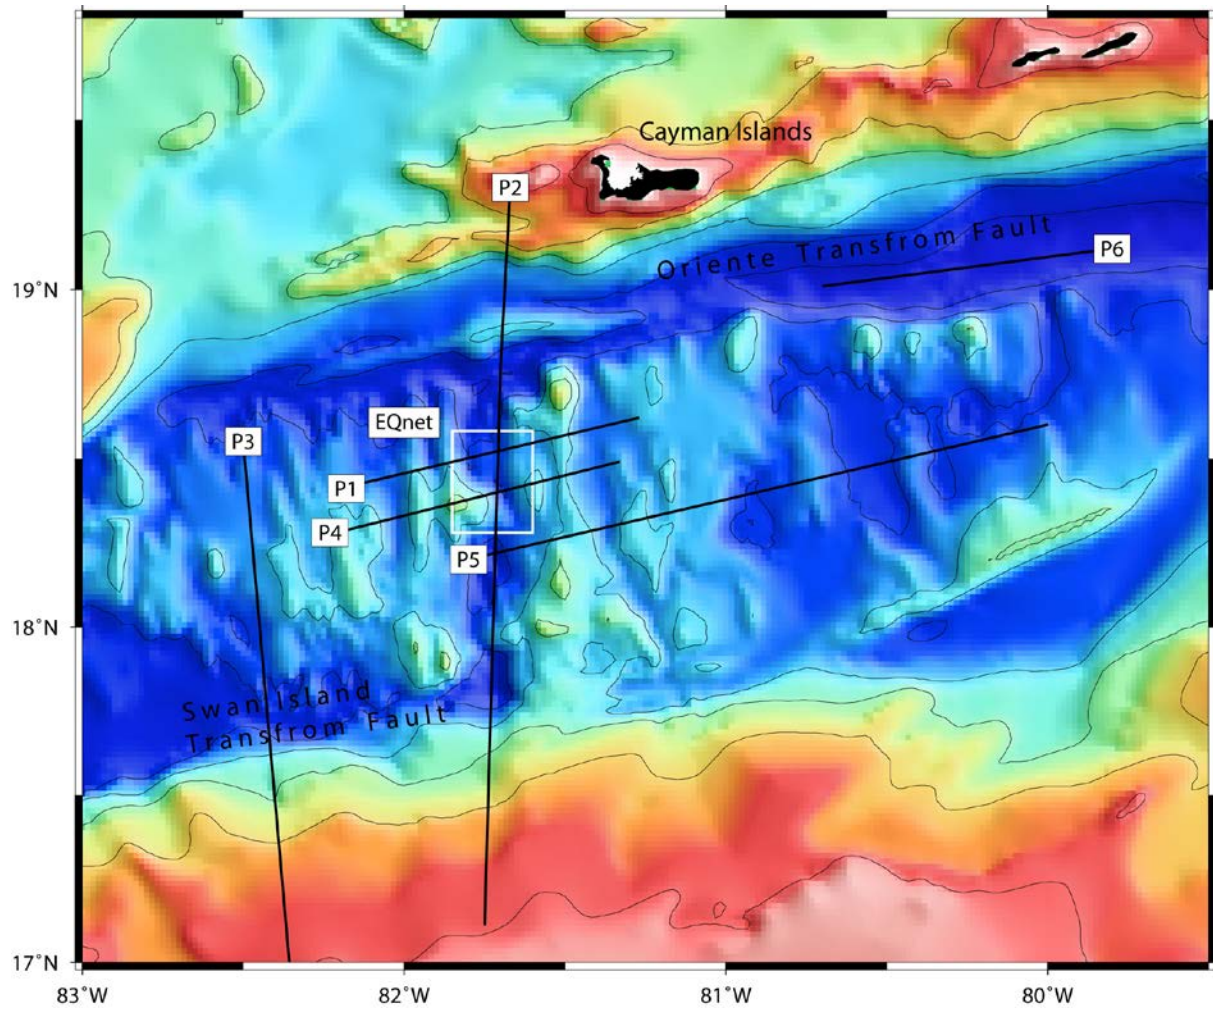 Cayman Islands
P2
Oriente Transfrom Fault
P6
19°N
EQnet
P3
P1
P4
P5
18°N
Swan Island
Transfrom Fault
17°N
83°W
82°W
81°W
80°W